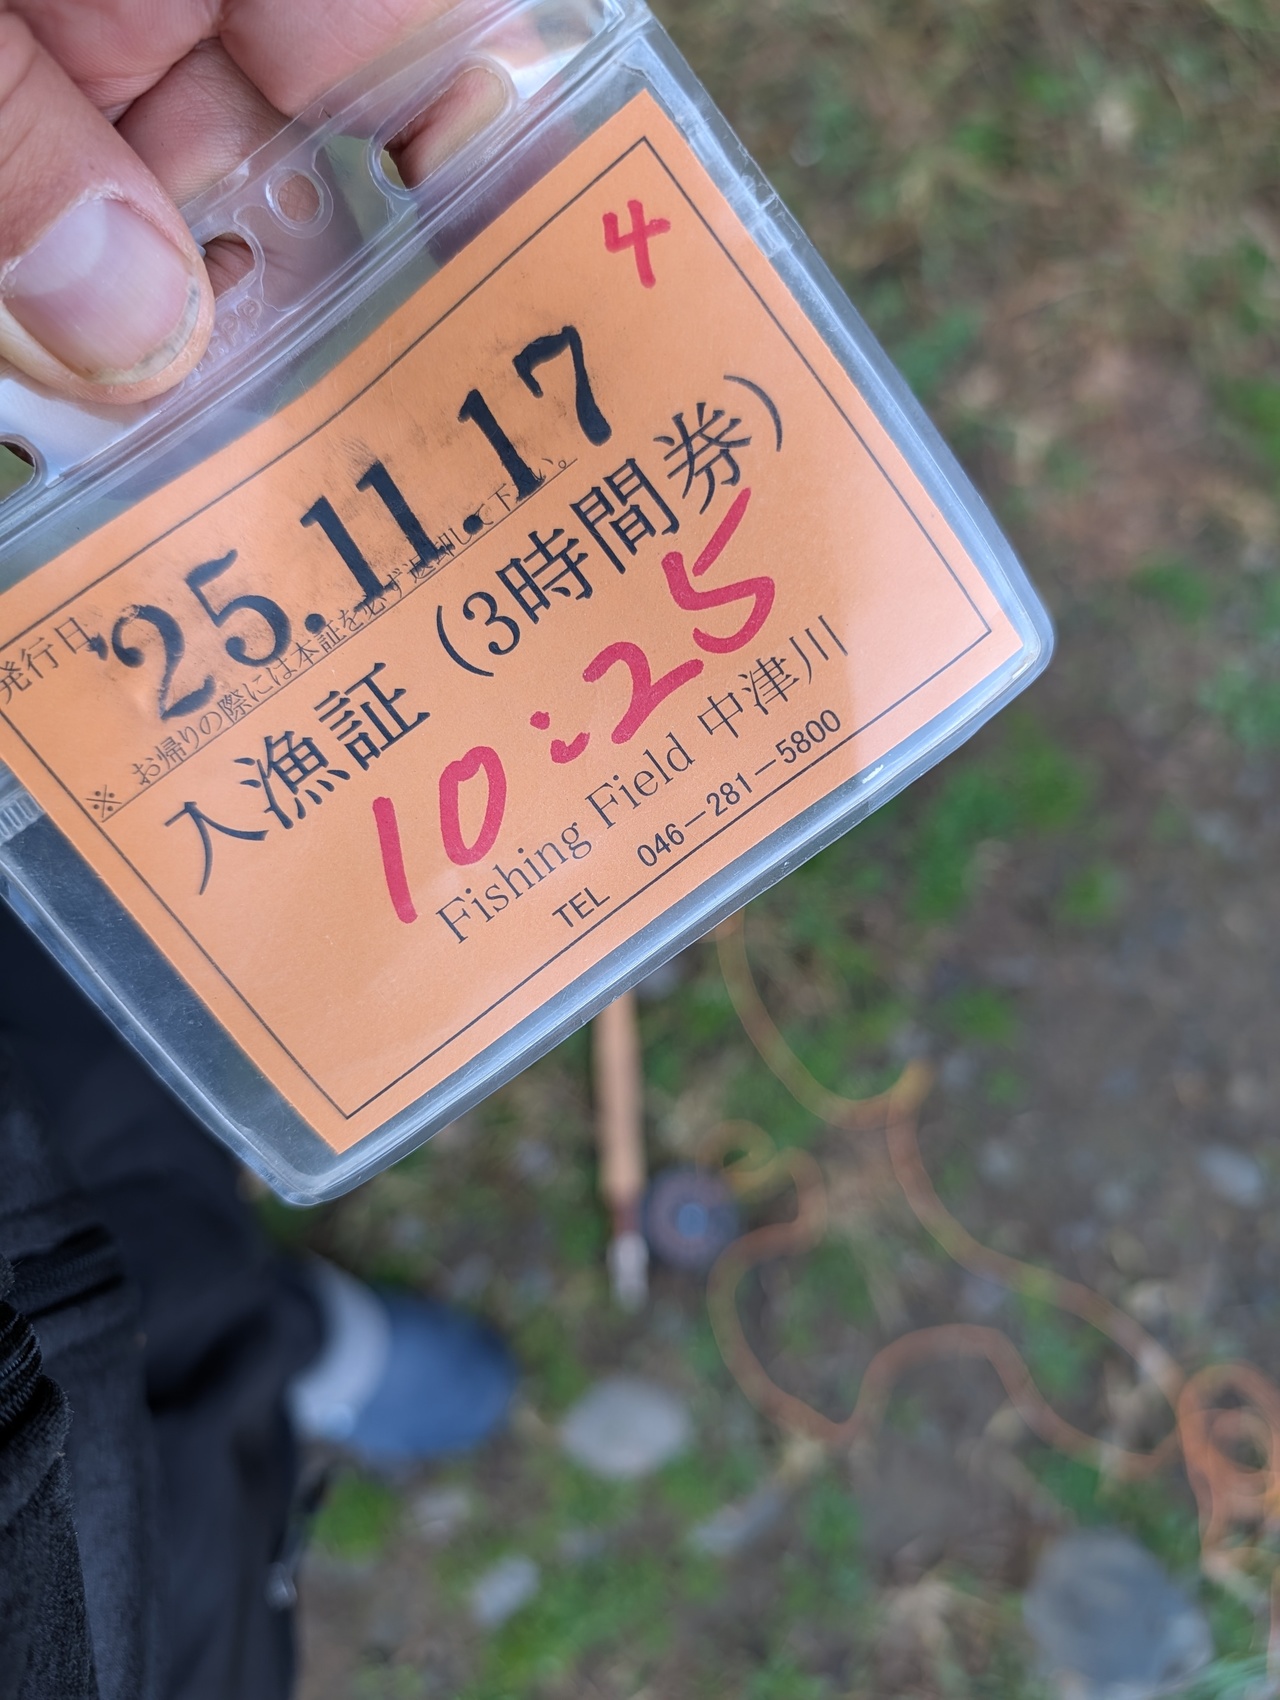 4
発行日 '25.11.17
※ お帰りの際には本証を必ず返却して下さい。
入漁証（3時間券）
10:25
Fishing Field 中津川
TEL 046－281－5800